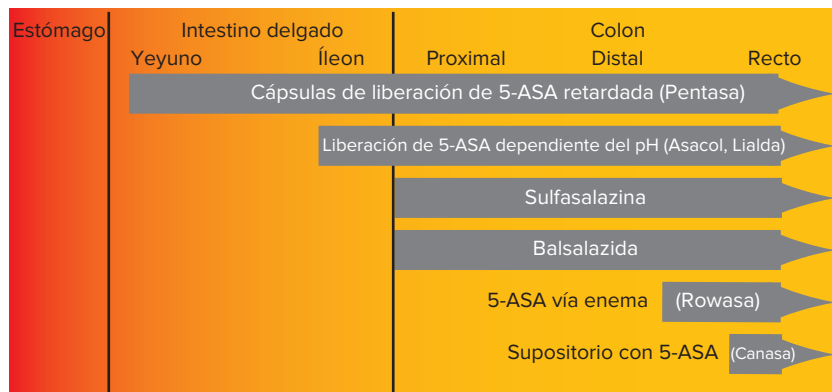 Estómago Intestino delgado Colon
Yeyuno Íleon Proximal Distal Recto
Cápsulas de liberación de 5-ASA retardada (Pentasa)
Liberación de 5-ASA dependiente del pH (Asacol, Lialda)
Sulfasalazina
Balsalazida
5-ASA vía enema (Rowasa)
Supositorio con 5-ASA (Canasa)